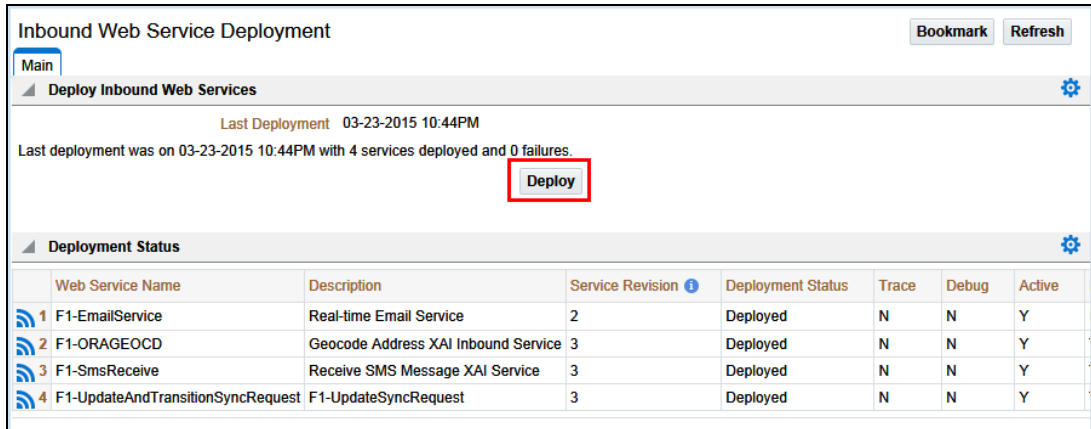 Inbound Web Service Deployment
Bookmark Refresh
Main
Deploy Inbound Web Services
Last Deployment 03-23-2015 10:44PM
Last deployment was on 03-23-2015 10:44PM with 4 services deployed and 0 failures.
Deploy
Deployment Status
Web Service Name Description Service Revision Deployment Status Trace Debug Active
1 F1-EmailService Real-time Email Service 2 Deployed N N Y
2 F1-ORAGEOCD Geocode Address XAI Inbound Service 3 Deployed N N Y
3 F1-SmsReceive Receive SMS Message XAI Service 3 Deployed N N Y
4 F1-UpdateAndTransitionSyncRequest F1-UpdateSyncRequest 3 Deployed N N Y